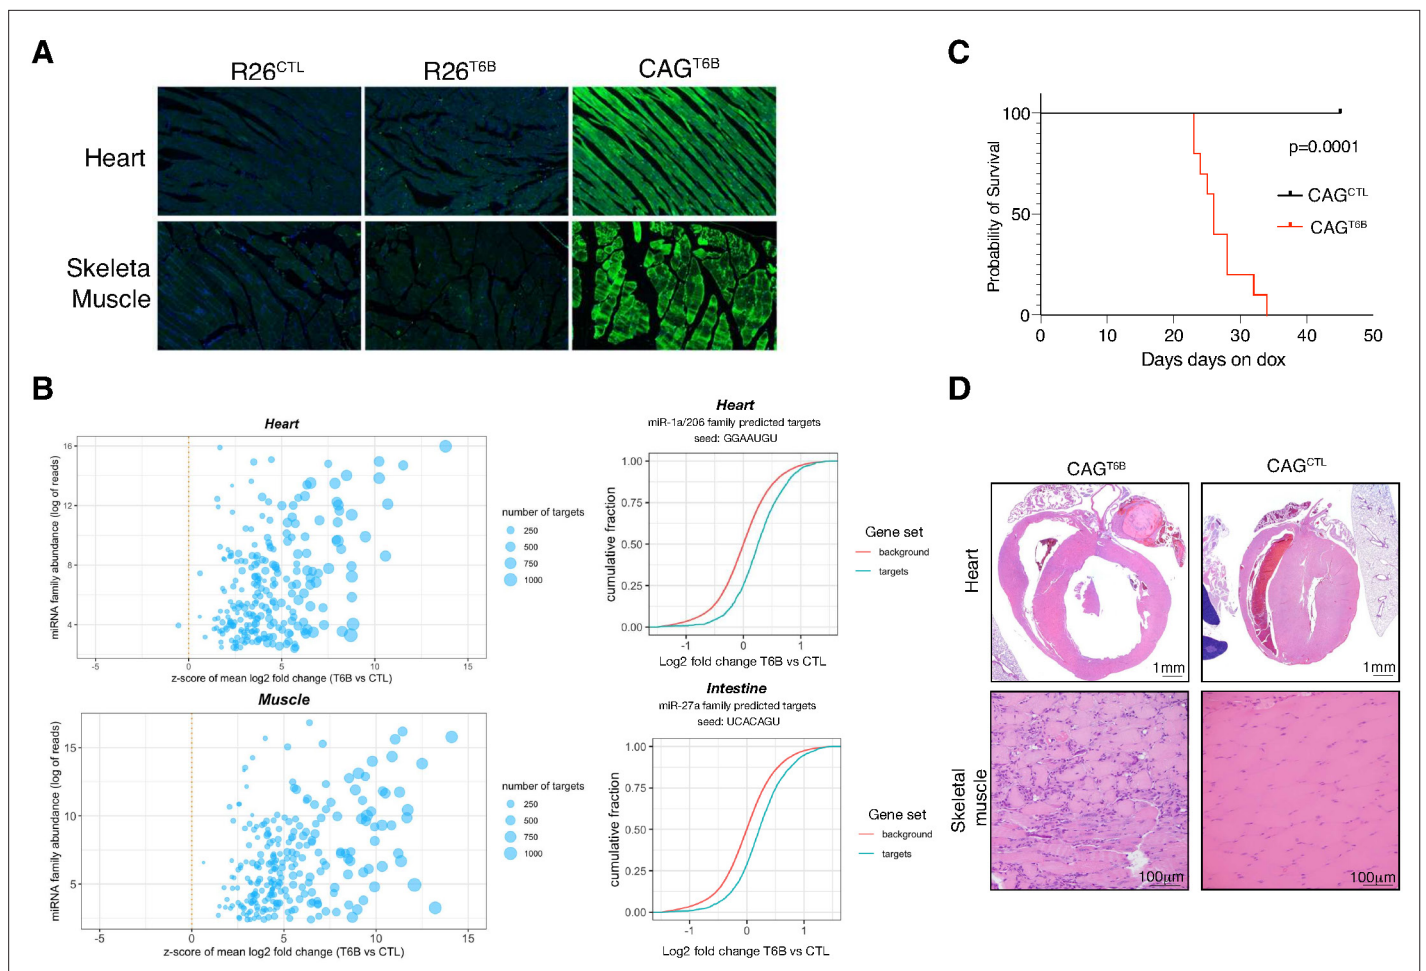 A
R26CTL
R26T6B
CAGT6B
Heart
Skeleta
Muscle
B
Heart
miRNA family abundance (log of reads)
16
12
8
4
-5
0
5
10
15
z-score of mean log2 fold change (T6B vs CTL)
number of targets
250
500
750
1000
Heart
miR-1a/206 family predicted targets
seed: GGAAUGU
cumulative fraction
1.00
0.75
0.50
0.25
0.00
-1
0
1
Log2 fold change T6B vs CTL
Gene set
background
targets
Muscle
miRNA family abundance (log of reads)
15
10
5
-5
0
5
10
15
z-score of mean log2 fold change (T6B vs CTL)
number of targets
250
500
750
1000
Intestine
miR-27a family predicted targets
seed: UCACAGU
cumulative fraction
1.00
0.75
0.50
0.25
0.00
-1
0
1
Log2 fold change T6B vs CTL
Gene set
background
targets
C
Probability of Survival
100
50
0
0
10
20
30
40
50
Days days on dox
p=0.0001
CAGCTL
CAGT6B
D
CAGT6B
CAGCTL
Heart
1mm
1mm
Skeletal
muscle
100µm
100µm